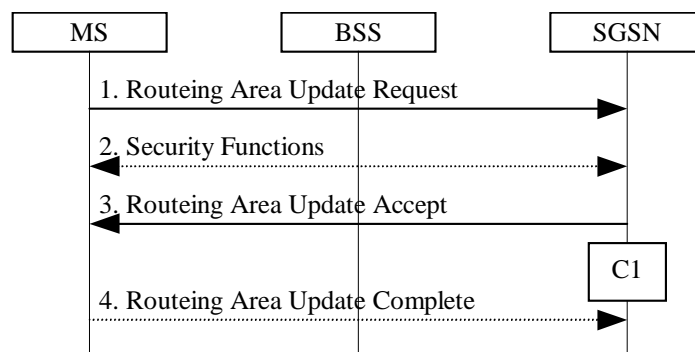 MS BSS SGSN
1. Routeing Area Update Request
2. Security Functions
3. Routeing Area Update Accept
C1
4. Routeing Area Update Complete